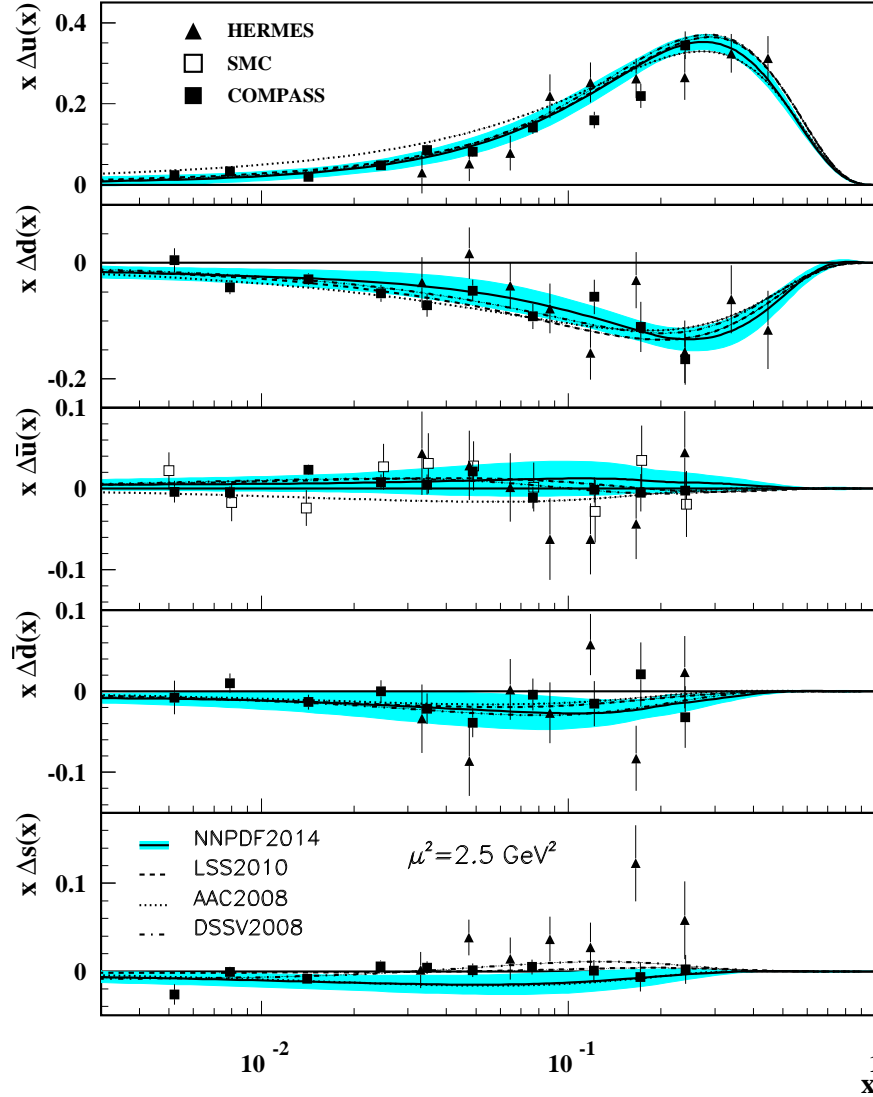 x Δu(x)
0.4
0.2
0
HERMES
SMC
COMPASS
x Δd(x)
0
-0.2
x Δū(x)
0.1
0
-0.1
x Δd̄(x)
0.1
0
-0.1
x Δs(x)
0.1
0
NNPDF2014
LSS2010
AAC2008
DSSV2008
μ²=2.5 GeV²
10⁻²
10⁻¹
1
x